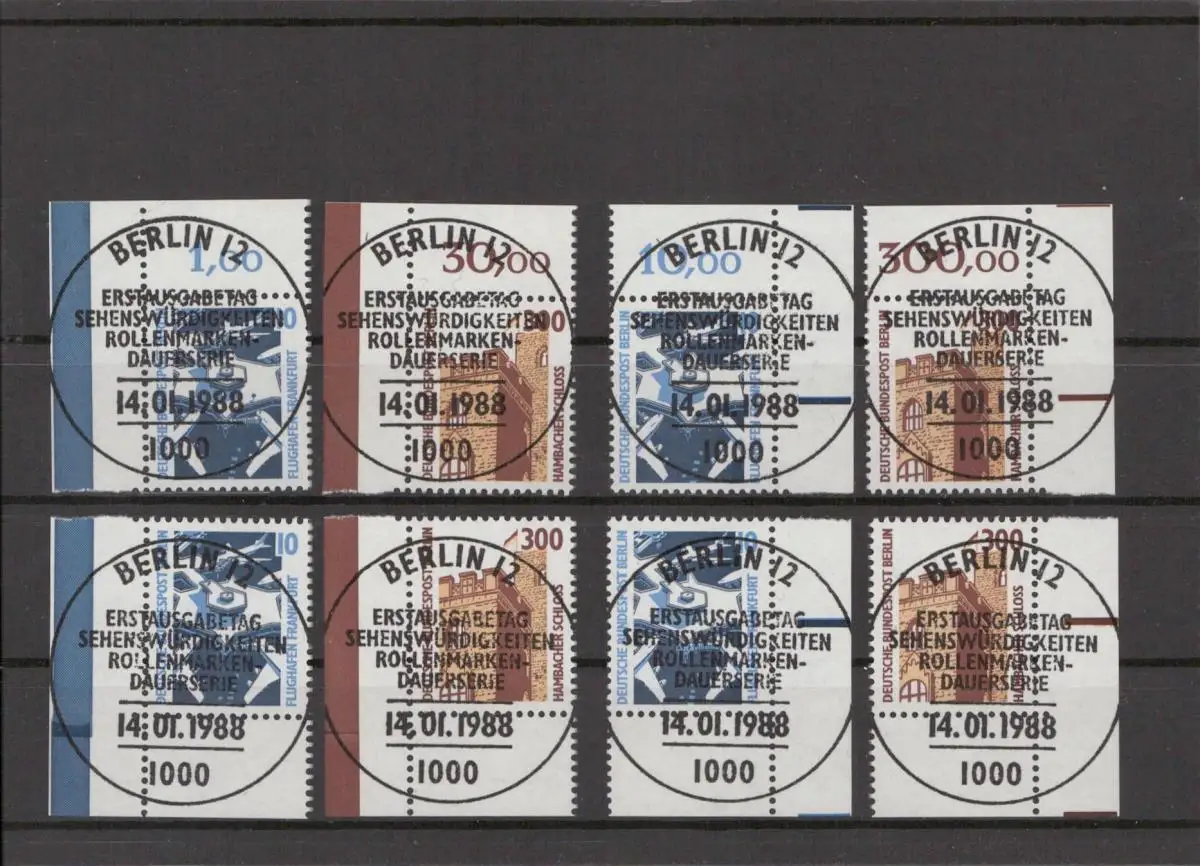 BERLIN 12
1,00
ERSTAUSGABETAG
SEHENSWÜRDIGKEITEN
ROLLENMARKEN-
DAUERSERIE
14.01.1988
1000
10
FLUGHAFEN FRANKFURT
BERLIN 12
30,00
ERSTAUSGABETAG
SEHENSWÜRDIGKEITEN
ROLLENMARKEN-
DAUERSERIE
14.01.1988
1000
300
HAMBACHER SCHLOSS
BERLIN 12
10,00
ERSTAUSGABETAG
SEHENSWÜRDIGKEITEN
ROLLENMARKEN-
DAUERSERIE
14.01.1988
1000
DEUTSCHE BUNDESPOST BERLIN
BERLIN 12
300,00
ERSTAUSGABETAG
SEHENSWÜRDIGKEITEN
ROLLENMARKEN-
DAUERSERIE
14.01.1988
1000
DEUTSCHE BUNDESPOST BERLIN
BERLIN 12
ERSTAUSGABETAG
SEHENSWÜRDIGKEITEN
ROLLENMARKEN-
DAUERSERIE
14.01.1988
1000
10
FLUGHAFEN FRANKFURT
BERLIN 12
ERSTAUSGABETAG
SEHENSWÜRDIGKEITEN
ROLLENMARKEN-
DAUERSERIE
14.01.1988
1000
300
HAMBACHER SCHLOSS
BERLIN 12
ERSTAUSGABETAG
SEHENSWÜRDIGKEITEN
ROLLENMARKEN-
DAUERSERIE
14.01.1988
1000
10
DEUTSCHE BUNDESPOST BERLIN
BERLIN 12
ERSTAUSGABETAG
SEHENSWÜRDIGKEITEN
ROLLENMARKEN-
DAUERSERIE
14.01.1988
1000
300
DEUTSCHE BUNDESPOST BERLIN